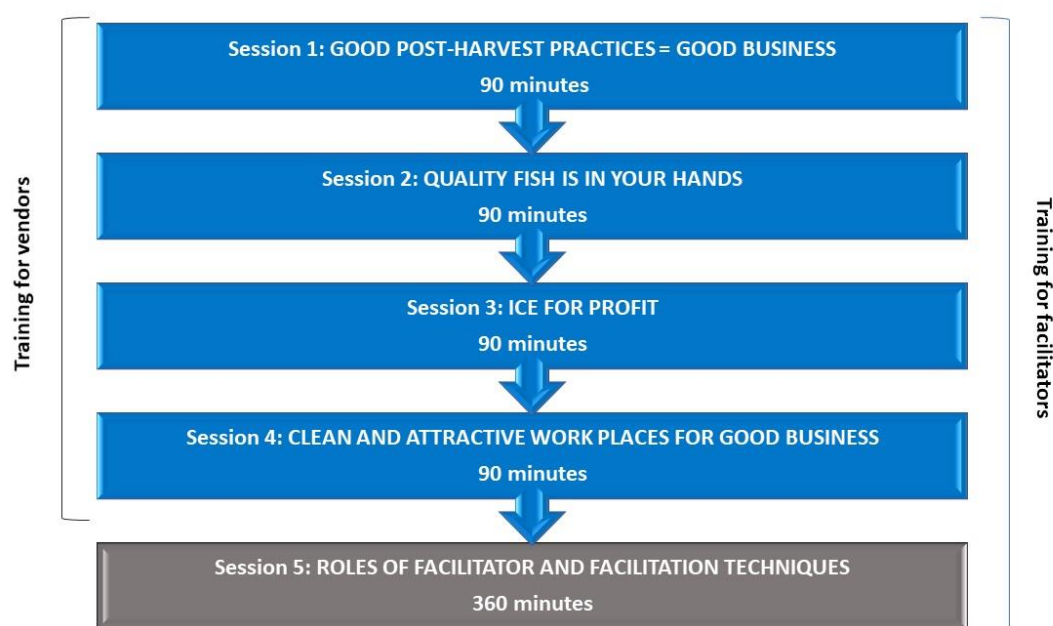 Session 1: GOOD POST-HARVEST PRACTICES = GOOD BUSINESS
90 minutes
Session 2: QUALITY FISH IS IN YOUR HANDS
90 minutes
Session 3: ICE FOR PROFIT
90 minutes
Session 4: CLEAN AND ATTRACTIVE WORK PLACES FOR GOOD BUSINESS
90 minutes
Session 5: ROLES OF FACILITATOR AND FACILITATION TECHNIQUES
360 minutes
Training for vendors
Training for facilitators